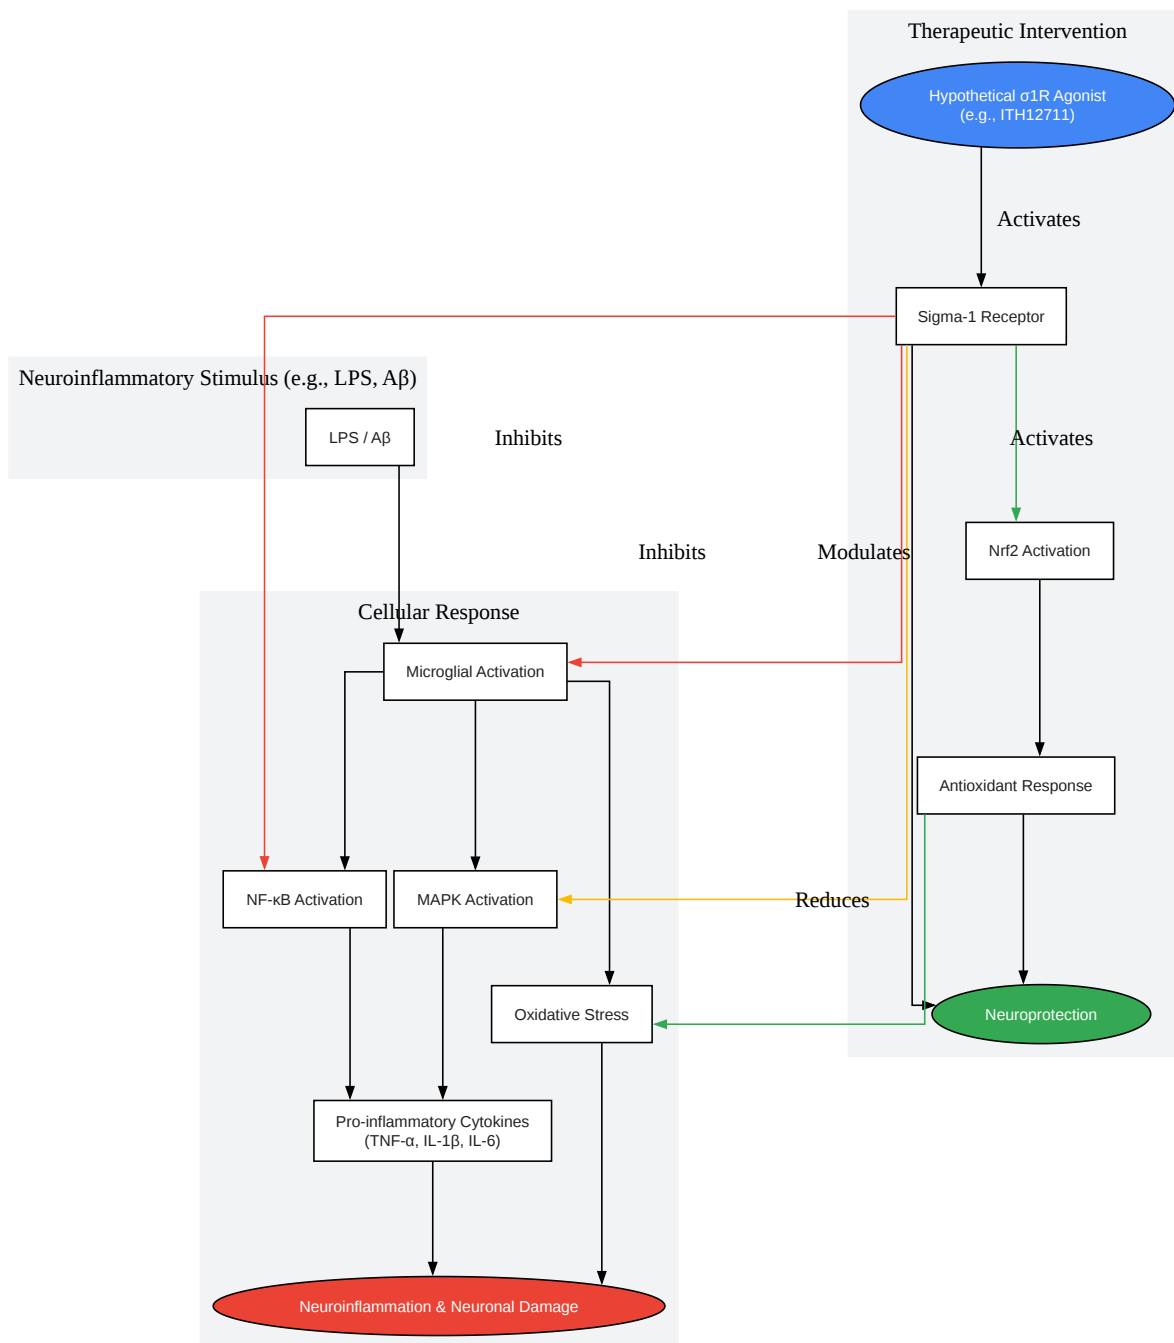 Therapeutic Intervention
Hypothetical σ1R Agonist
(e.g., ITH12711)
Activates
Sigma-1 Receptor
Neuroinflammatory Stimulus (e.g., LPS, Aβ)
LPS / Aβ
Inhibits
Activates
Inhibits
Modulates
Nrf2 Activation
Cellular Response
Microglial Activation
Antioxidant Response
NF-κB Activation
MAPK Activation
Reduces
Oxidative Stress
Neuroprotection
Pro-inflammatory Cytokines
(TNF-α, IL-1β, IL-6)
Neuroinflammation & Neuronal Damage